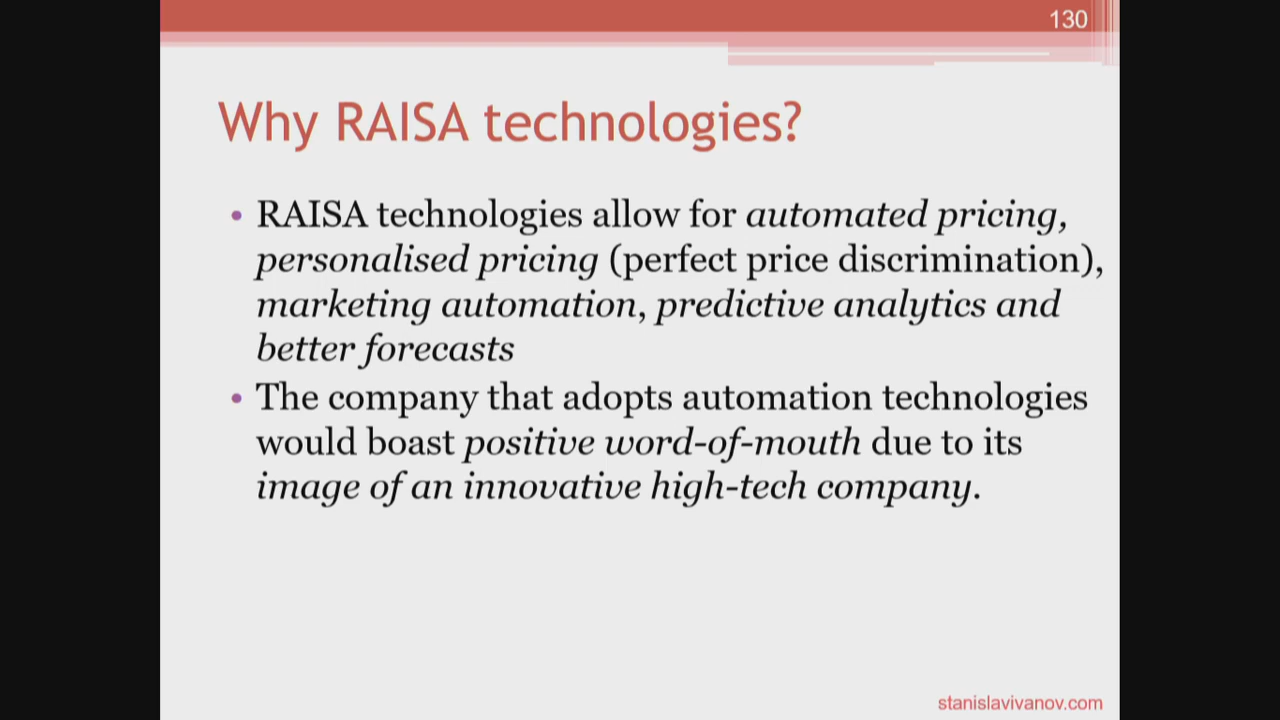 130
Why RAISA technologies?
• RAISA technologies allow for automated pricing,
personalised pricing (perfect price discrimination),
marketing automation, predictive analytics and
better forecasts
• The company that adopts automation technologies
would boast positive word-of-mouth due to its
image of an innovative high-tech company.
stanislavivanov.com